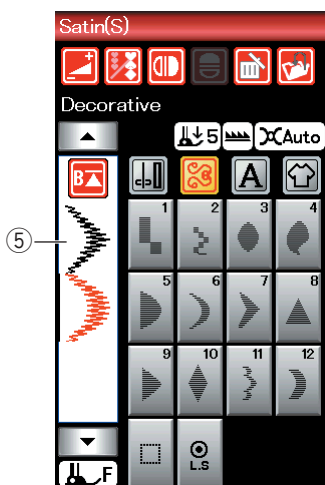 Satin(S)
Decorative
5 Auto
B
A
1 2 3 4
⑤
5 6 7 8
9 10 11 12
L.S
F